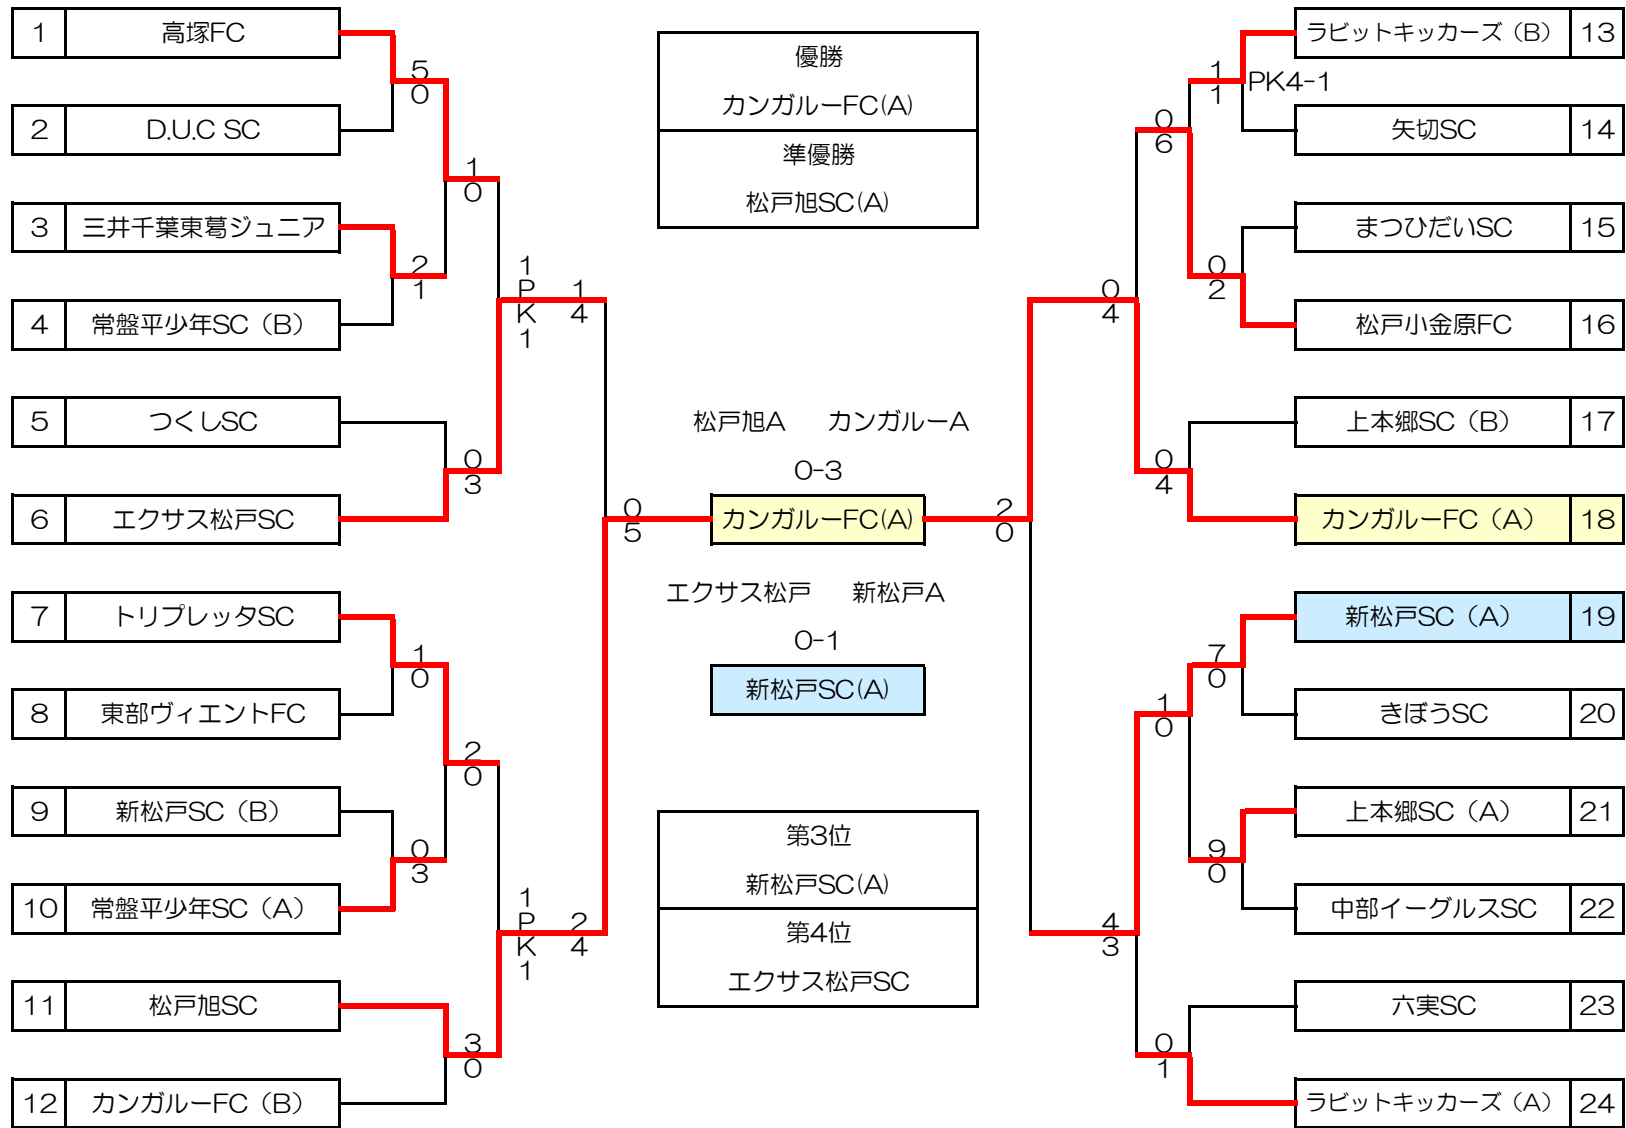 1 高塚FC
2 D.U.C SC
3 三井千葉東葛ジュニア
4 常盤平少年SC（B）
5 つくしSC
6 エクサス松戸SC
7 トリプレッタSC
8 東部ヴィエントFC
9 新松戸SC（B）
10 常盤平少年SC（A）
11 松戸旭SC
12 カンガルーFC（B）
5
0
1
0
2
1
0
3
1
0
2
0
0
3
3
0
1
P
K
1
1
4
1
P
K
1
2
4
0
5
優勝
カンガルーFC(A)
準優勝
松戸旭SC(A)
松戸旭A カンガルーA
0-3
カンガルーFC(A)
エクサス松戸 新松戸A
0-1
新松戸SC(A)
第3位
新松戸SC(A)
第4位
エクサス松戸SC
2
0
0
4
4
3
0
6
0
4
1
0
0
1
1
1
PK4-1
0
2
7
0
9
0
ラビットキッカーズ（B） 13
矢切SC 14
まつひだいSC 15
松戸小金原FC 16
上本郷SC（B） 17
カンガルーFC（A） 18
新松戸SC（A） 19
きぼうSC 20
上本郷SC（A） 21
中部イーグルスSC 22
六実SC 23
ラビットキッカーズ（A） 24